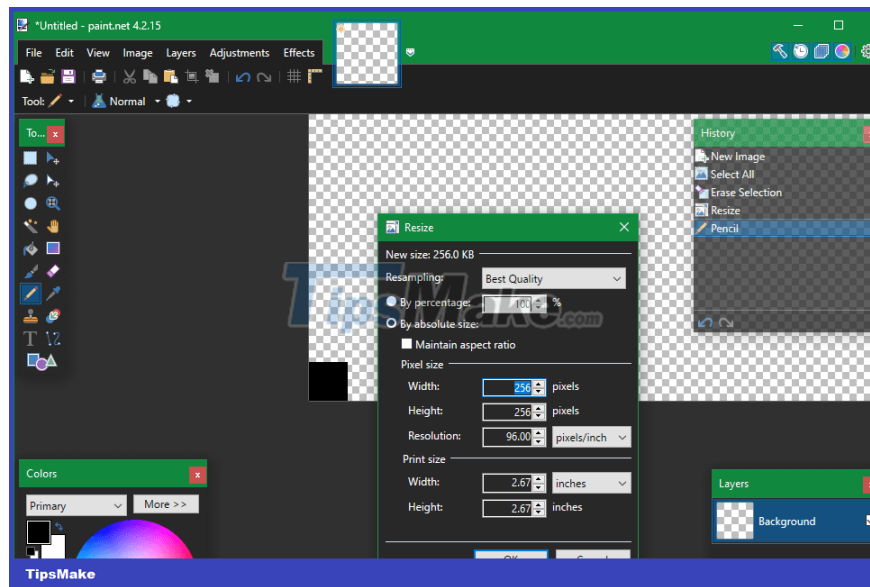 *Untitled - paint.net 4.2.15
File Edit View Image Layers Adjustments Effects
Tool: Normal
To... x
History
New Image
Select All
Erase Selection
Resize
Pencil
Resize
New size: 256.0 KB
Resampling: Best Quality
By percentage: 100 %
By absolute size:
Maintain aspect ratio
Pixel size
Width: 256 pixels
Height: 256 pixels
Resolution: 96.00 pixels/inch
Print size
Width: 2.67 inches
Height: 2.67 inches
TipsMake.com
Colors x
Primary More >>
Layers
Background
TipsMake